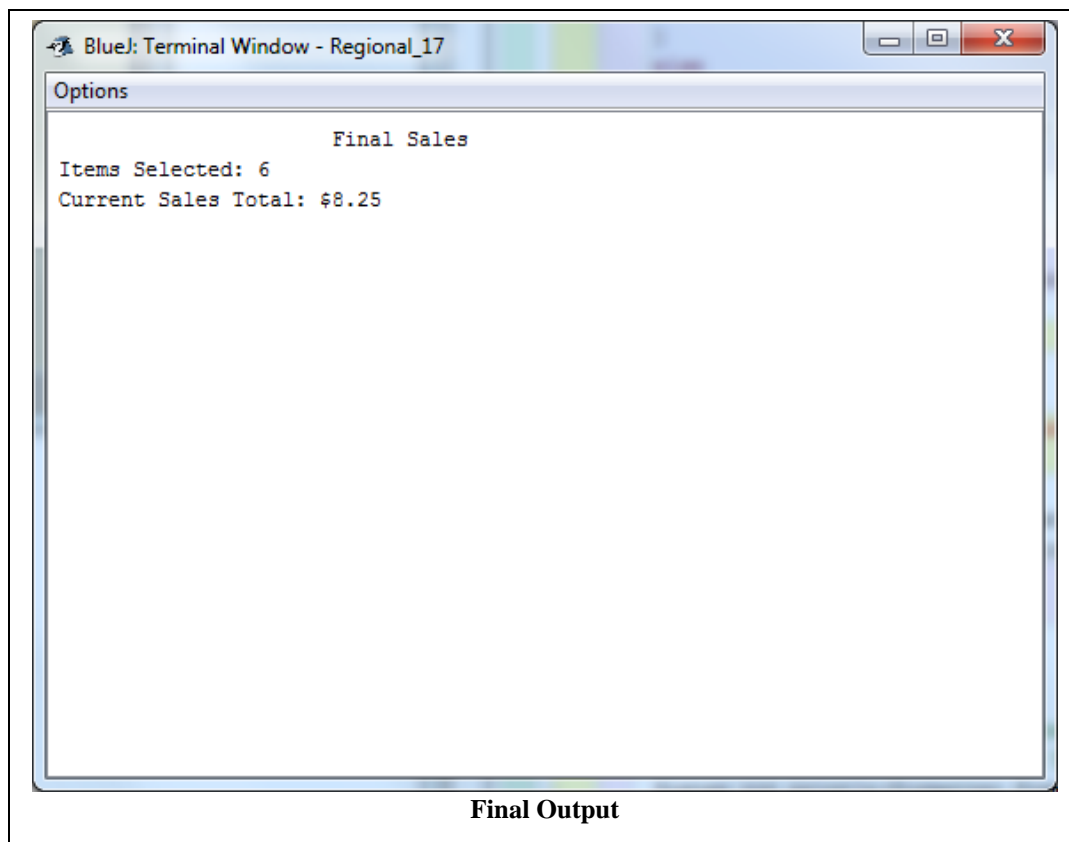 BlueJ: Terminal Window - Regional_17
Options
Final Sales
Items Selected: 6
Current Sales Total: $8.25
Final Output